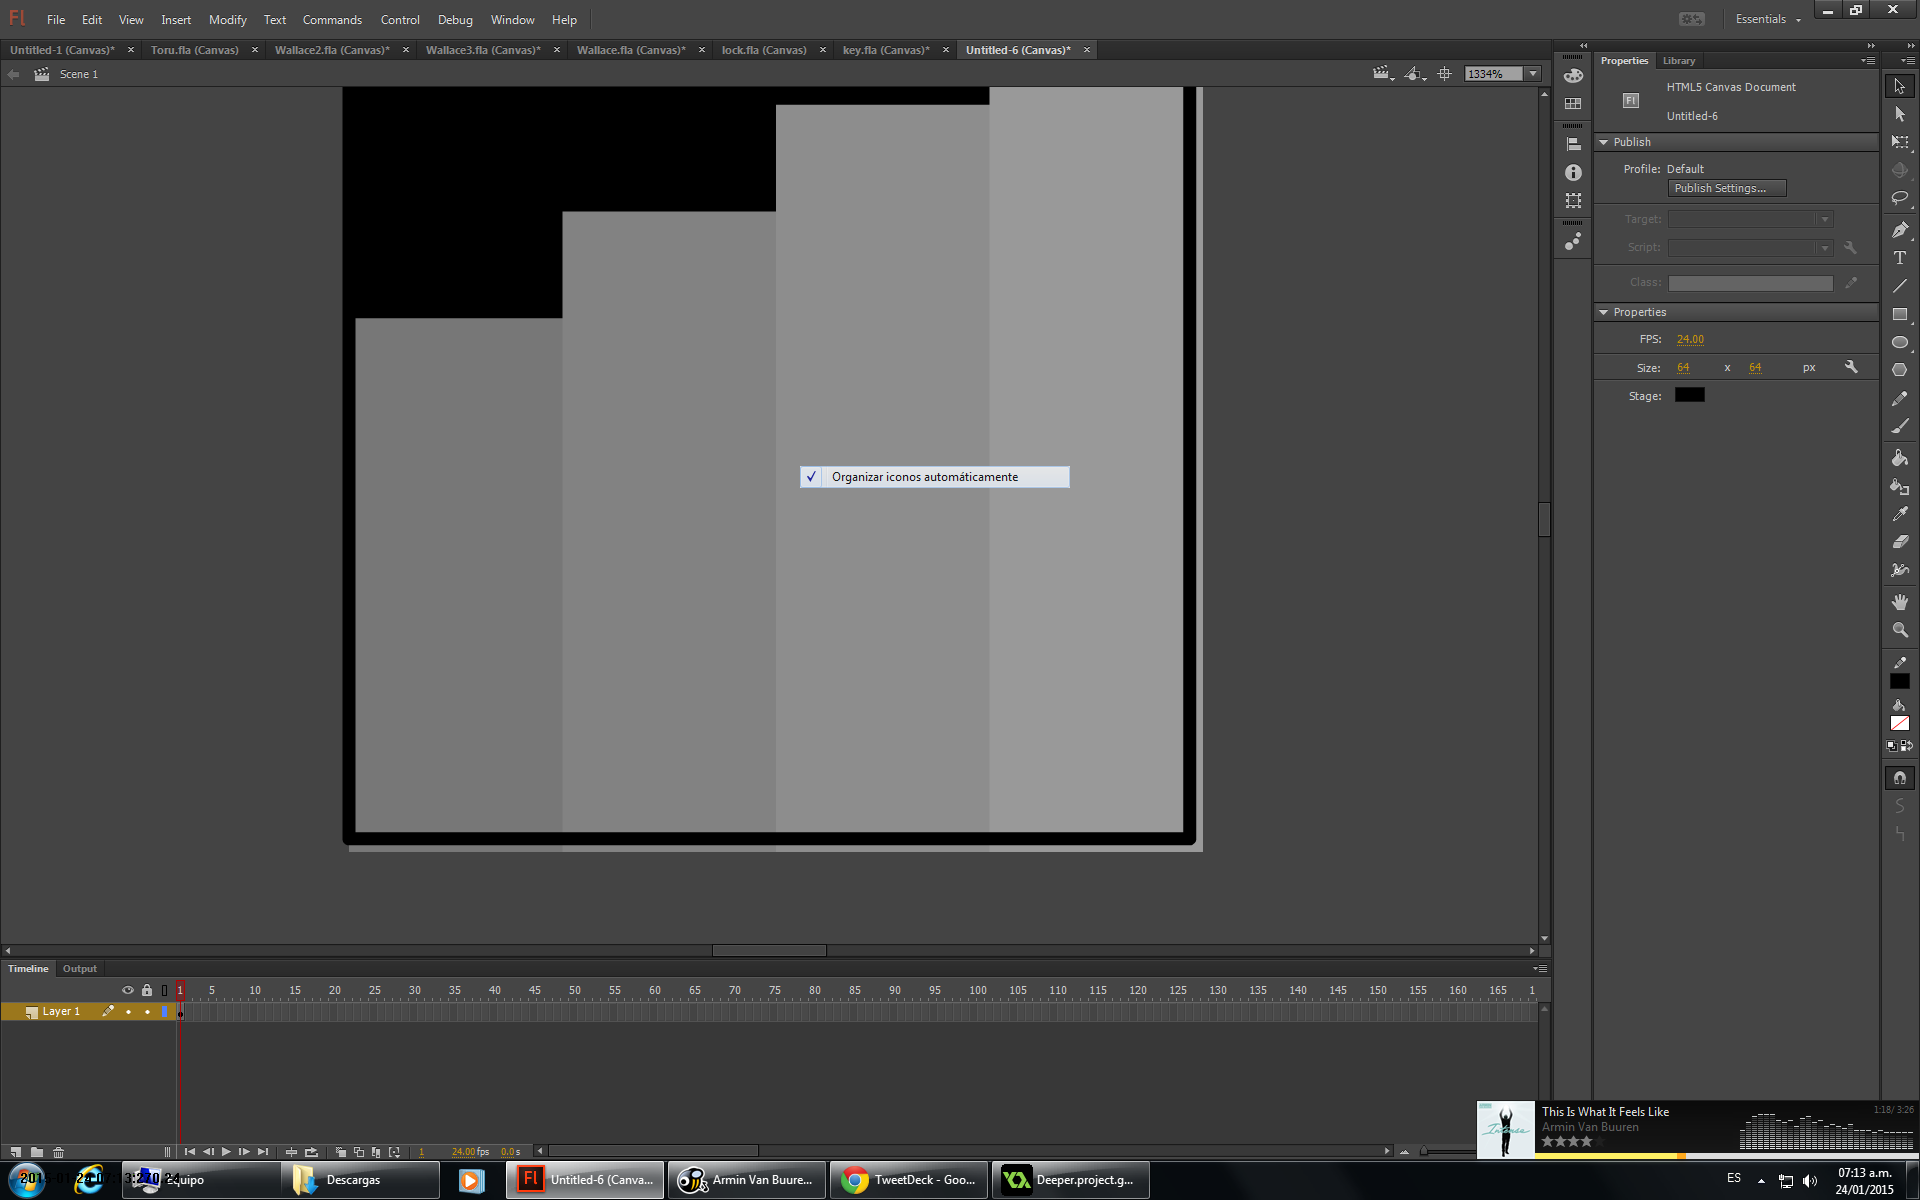 Fl File Edit View Insert Modify Text Commands Control Debug Window Help Essentials
Untitled-1 (Canvas)* Toru.fla (Canvas) Wallace2.fla (Canvas)* Wallace3.fla (Canvas)* Wallace.fla (Canvas)* lock.fla (Canvas) key.fla (Canvas)* Untitled-6 (Canvas)*
Scene 1
1334%
Properties Library
Fl
HTML5 Canvas Document
Untitled-6
Publish
Profile: Default
Publish Settings...
Target:
Script:
Class:
Properties
FPS: 24.00
Size: 64 x 64 px
Stage:
T
Organizar iconos automáticamente
Timeline Output
1 5 10 15 20 25 30 35 40 45 50 55 60 65 70 75 80 85 90 95 100 105 110 115 120 125 130 135 140 145 150 155 160 165 1
Layer 1
1 24.00 fps 0.0 s
This Is What It Feels Like
1:18/ 3:26
Armin Van Buuren
Intense
Equipo
Descargas
Fl Untitled-6 (Canva...
Armin Van Buure...
TweetDeck - Goo...
Deeper.project.g...
ES
07:13 a.m.
24/01/2015